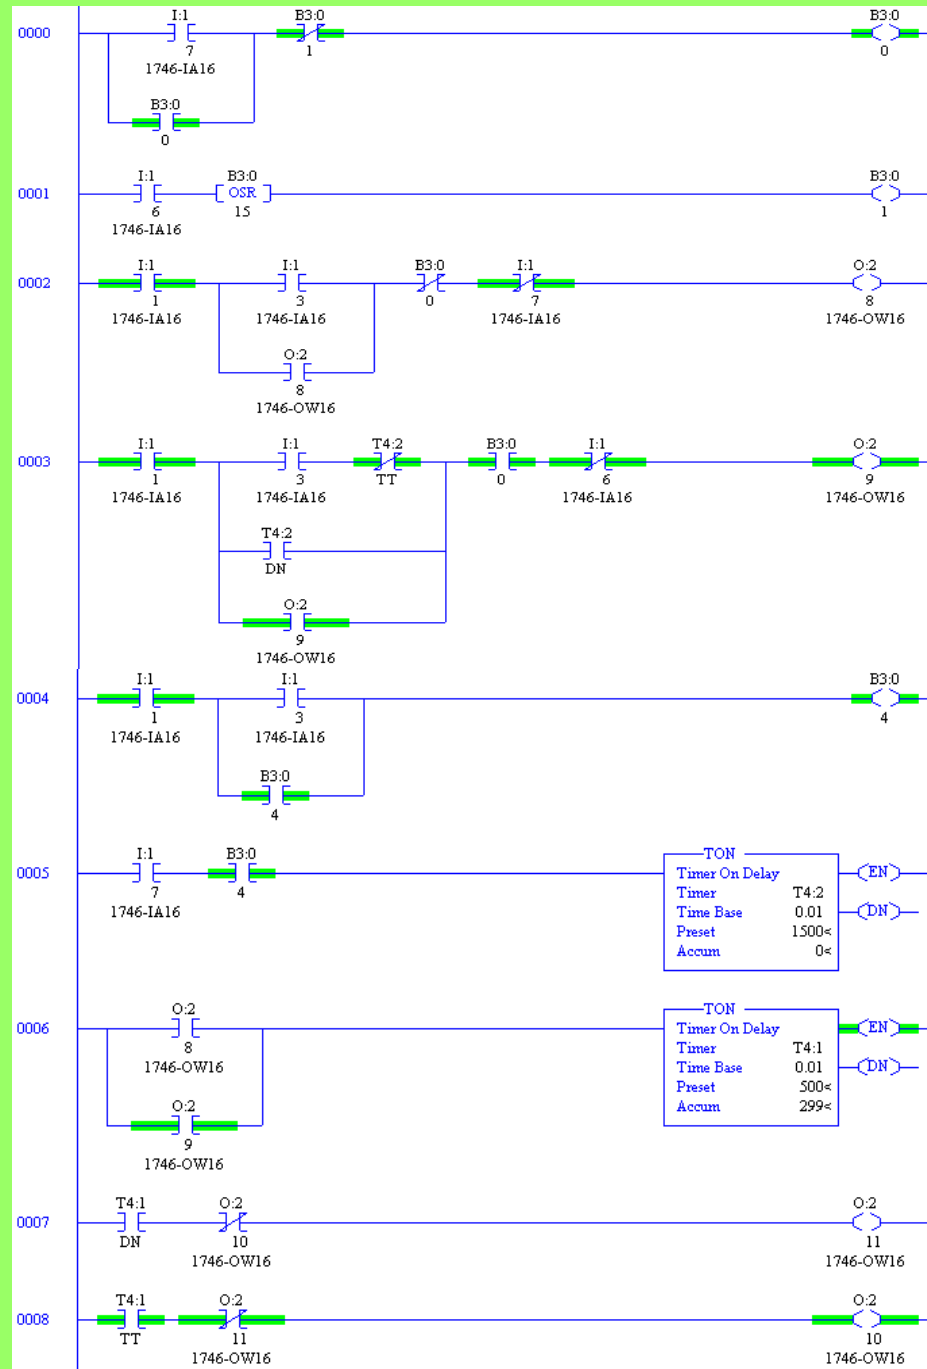 I:1 B3:0 B3:0
0000
7 1 0
1746-IA16
B3:0
0
I:1 B3:0 B3:0
0001 OSR
6 15 1
1746-IA16
I:1 I:1 B3:0 I:1 O:2
0002
1 3 0 7 8
1746-IA16 1746-IA16 1746-IA16 1746-OW16
O:2
8
1746-OW16
I:1 I:1 T4:2 B3:0 I:1 O:2
0003
1 3 TT 0 6 9
1746-IA16 1746-IA16 1746-IA16 1746-OW16
T4:2
DN
O:2
9
1746-OW16
I:1 I:1 B3:0
0004
1 3 4
1746-IA16 1746-IA16
B3:0
4
I:1 B3:0 TON
0005 Timer On Delay EN
7 4 Timer T4:2
1746-IA16 Time Base 0.01 DN
Preset 1500<
Accum 0<
O:2 TON
0006 Timer On Delay EN
8 Timer T4:1
1746-OW16 Time Base 0.01 DN
Preset 500<
O:2 Accum 299<
9
1746-OW16
T4:1 O:2 O:2
0007
DN 10 11
1746-OW16 1746-OW16
T4:1 O:2 O:2
0008
TT 11 10
1746-OW16 1746-OW16